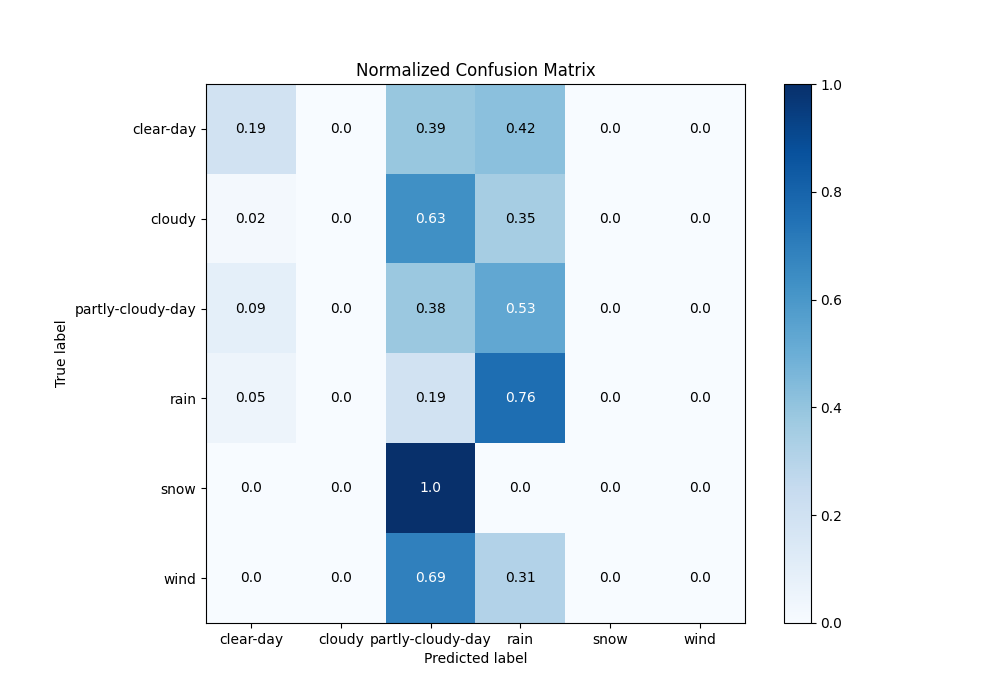 Normalized Confusion Matrix
True label
clear-day 0.19 0.0 0.39 0.42 0.0 0.0
cloudy 0.02 0.0 0.63 0.35 0.0 0.0
partly-cloudy-day 0.09 0.0 0.38 0.53 0.0 0.0
rain 0.05 0.0 0.19 0.76 0.0 0.0
snow 0.0 0.0 1.0 0.0 0.0 0.0
wind 0.0 0.0 0.69 0.31 0.0 0.0
clear-day cloudy partly-cloudy-day rain snow wind
Predicted label
1.0
0.8
0.6
0.4
0.2
0.0